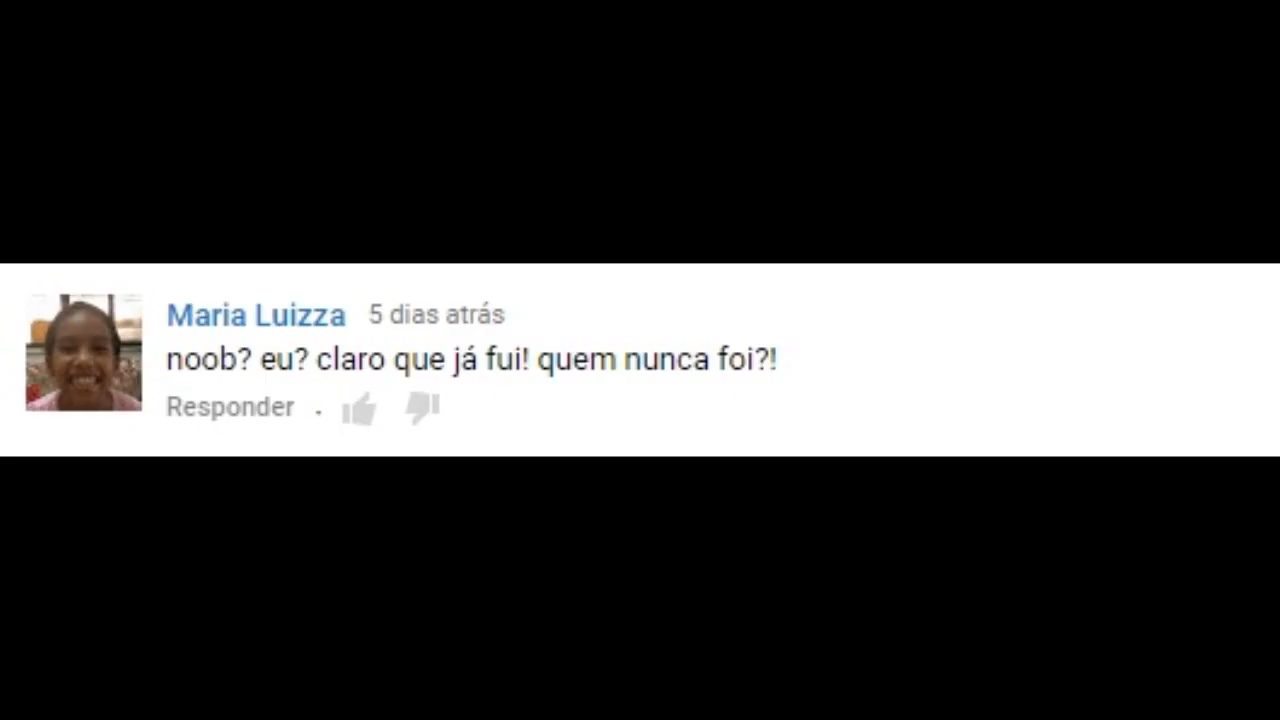 Maria Luizza 5 dias atrás
noob? eu? claro que já fui! quem nunca foi?!
Responder .